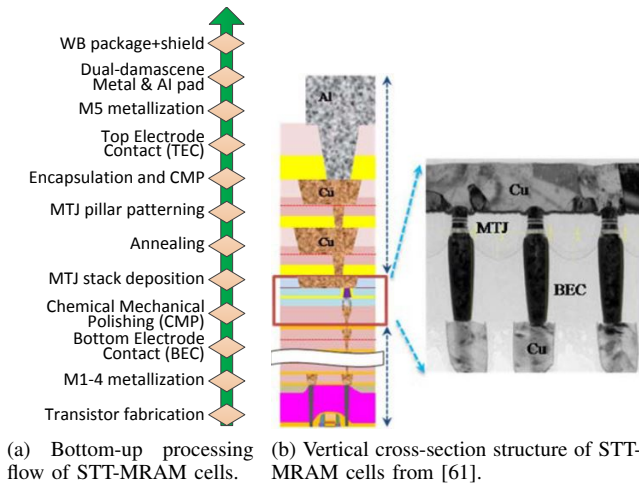 WB package+shield
Dual-damascene
Metal & Al pad
M5 metallization
Top Electrode
Contact (TEC)
Encapsulation and CMP
MTJ pillar patterning
Annealing
MTJ stack deposition
Chemical Mechanical
Polishing (CMP)
Bottom Electrode
Contact (BEC)
M1-4 metallization
Transistor fabrication
Al
Cu
Cu
Cu
MTJ
BEC
Cu
(a) Bottom-up processing
flow of STT-MRAM cells.
(b) Vertical cross-section structure of STT-
MRAM cells from [61].